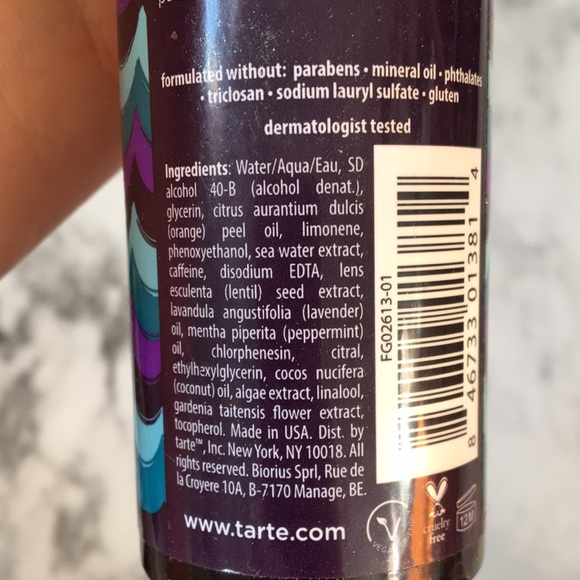 formulated without: parabens • mineral oil • phthalates
• triclosan • sodium lauryl sulfate • gluten
dermatologist tested
Ingredients: Water/Aqua/Eau, SD
alcohol 40-B (alcohol denat.),
glycerin, citrus aurantium dulcis
(orange) peel oil, limonene,
phenoxyethanol, sea water extract,
caffeine, disodium EDTA, lens
esculenta (lentil) seed extract,
lavandula angustifolia (lavender)
oil, mentha piperita (peppermint)
oil, chlorphenesin, citral,
ethylhexylglycerin, cocos nucifera
(coconut) oil, algae extract, linalool,
gardenia taitensis flower extract,
tocopherol. Made in USA. Dist. by
tarte™, Inc. New York, NY 10018. All
rights reserved. Biorius Sprl, Rue de
la Croyere 10A, B-7170 Manage, BE.
FG02613-01
8 46733 01381 4
www.tarte.com
V
cruelty
free
12M